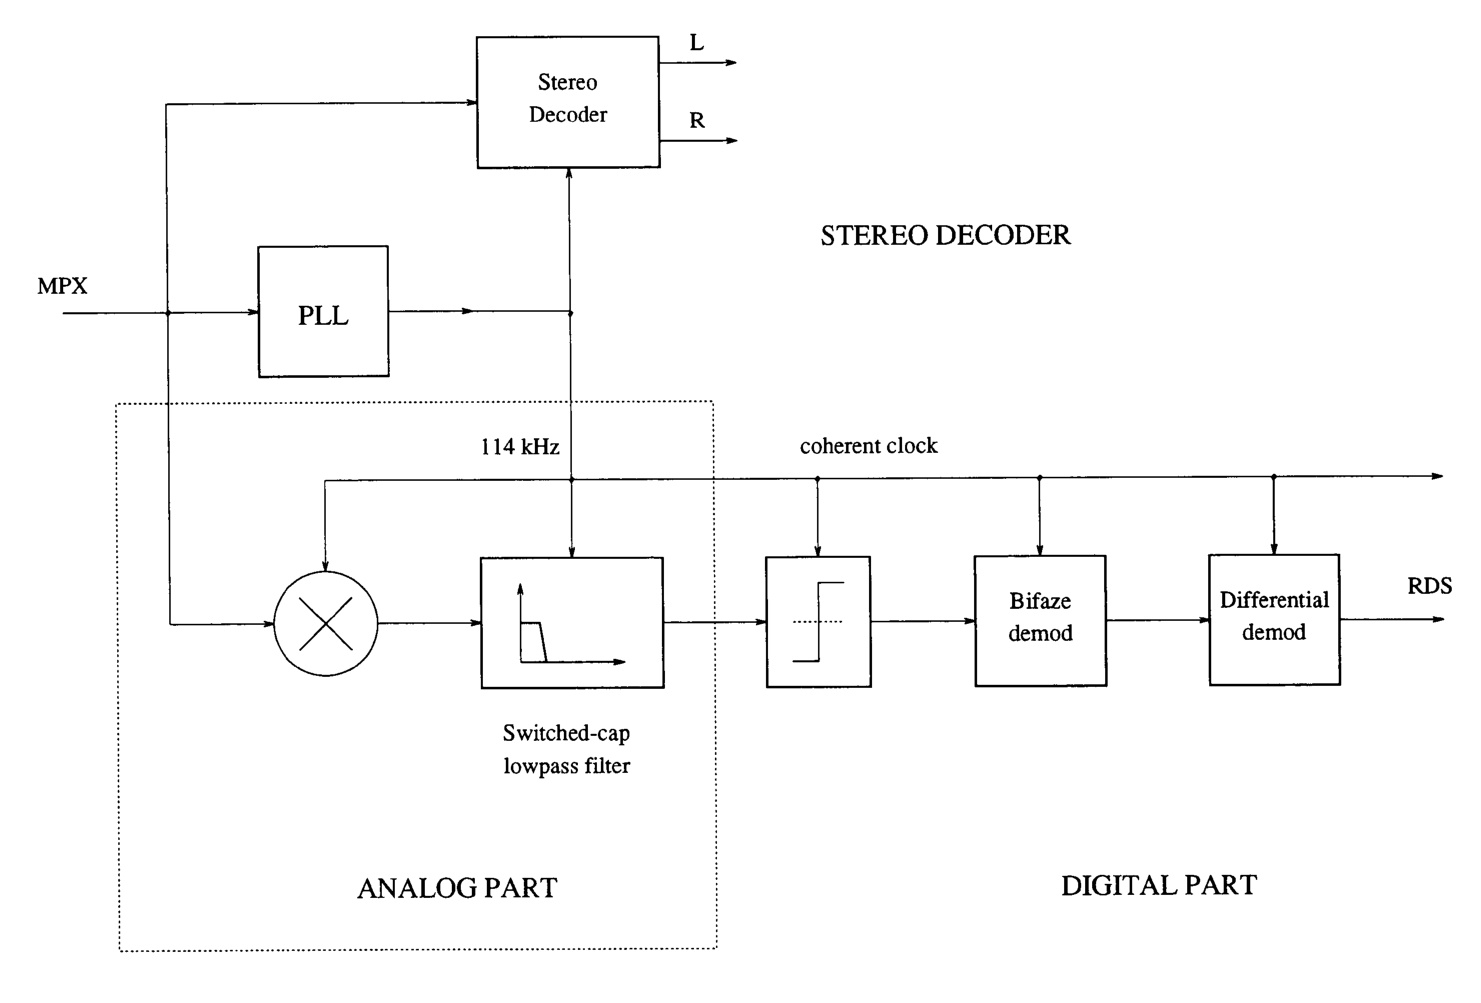 L
Stereo
Decoder
R
STEREO DECODER
MPX
PLL
114 kHz
coherent clock
Bifaze
demod
Differential
demod
RDS
Switched-cap
lowpass filter
ANALOG PART
DIGITAL PART